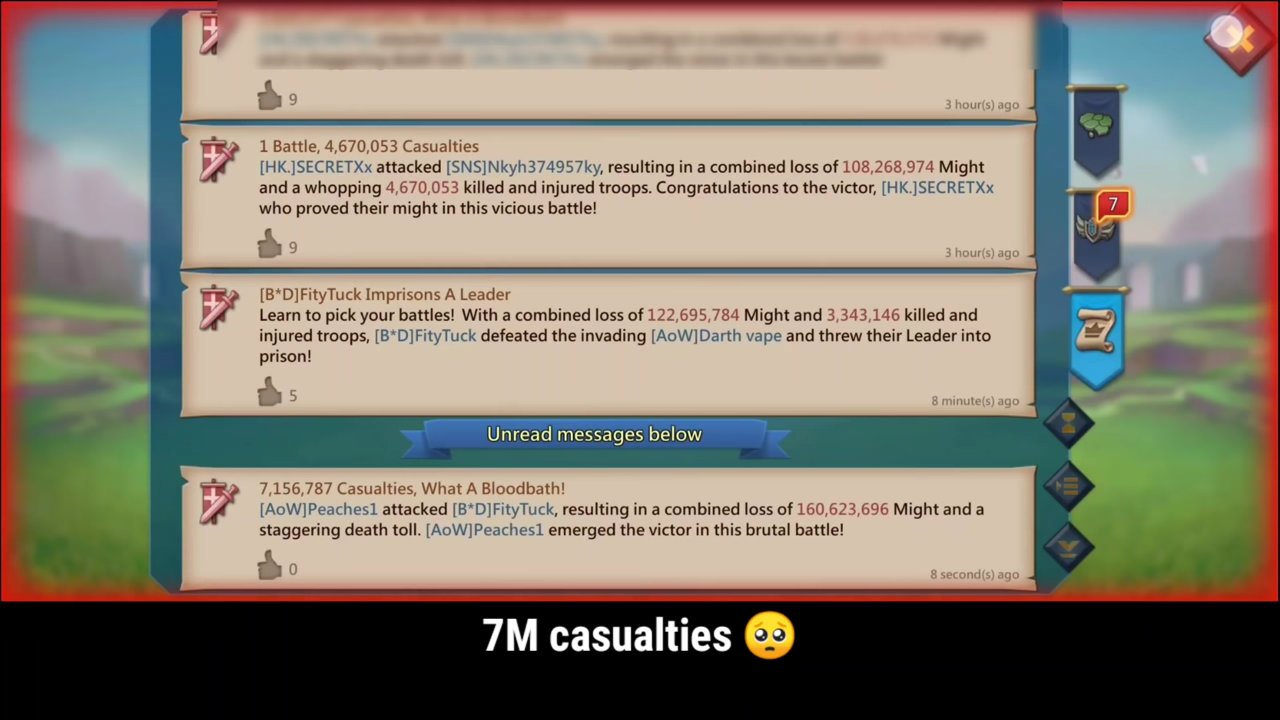 9
3 hour(s) ago
1 Battle, 4,670,053 Casualties
[HK.]SECRETXx attacked [SNS]Nkyh374957ky, resulting in a combined loss of 108,268,974 Might
and a whopping 4,670,053 killed and injured troops. Congratulations to the victor, [HK.]SECRETXx
who proved their might in this vicious battle!
9
3 hour(s) ago
7
[B*D]FityTuck Imprisons A Leader
Learn to pick your battles! With a combined loss of 122,695,784 Might and 3,343,146 killed and
injured troops, [B*D]FityTuck defeated the invading [AoW]Darth vape and threw their Leader into
prison!
5
8 minute(s) ago
Unread messages below
7,156,787 Casualties, What A Bloodbath!
[AoW]Peaches1 attacked [B*D]FityTuck, resulting in a combined loss of 160,623,696 Might and a
staggering death toll. [AoW]Peaches1 emerged the victor in this brutal battle!
0
8 second(s) ago
7M casualties 🥺